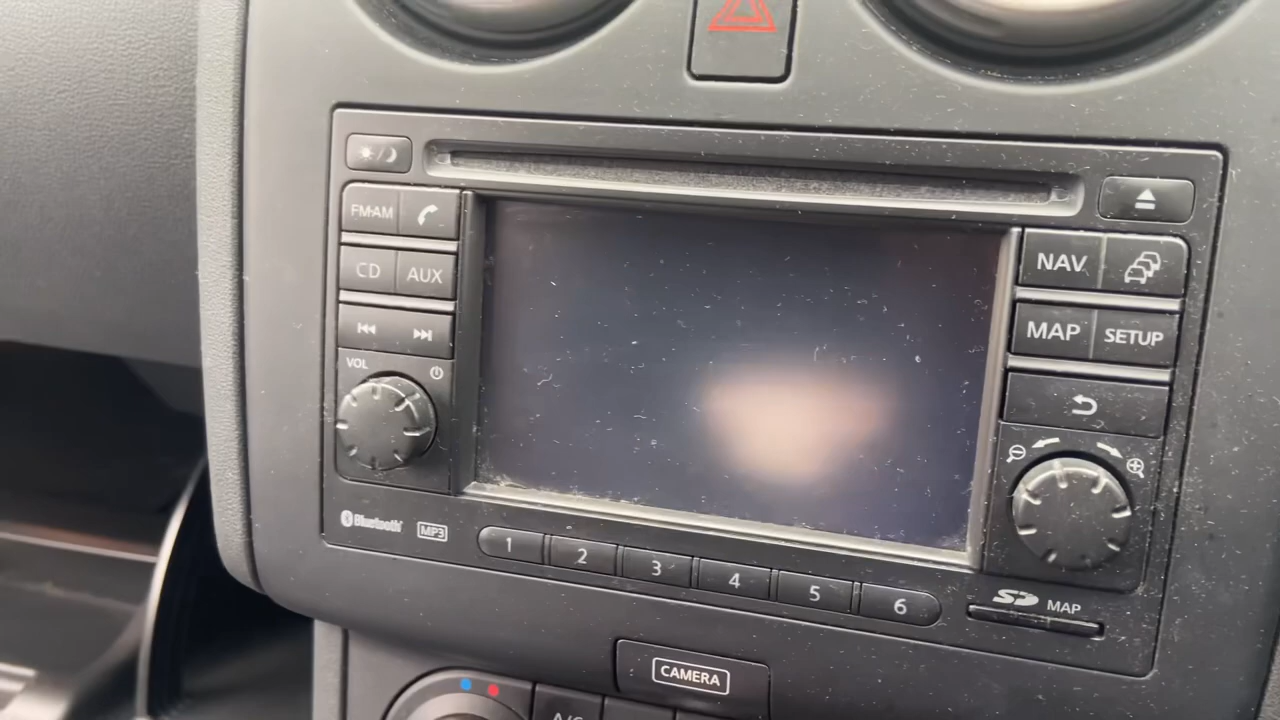 FM·AM
CD
AUX
VOL
NAV
MAP
SETUP
Bluetooth
MP3
1
2
3
4
5
6
SD
MAP
CAMERA
A/C